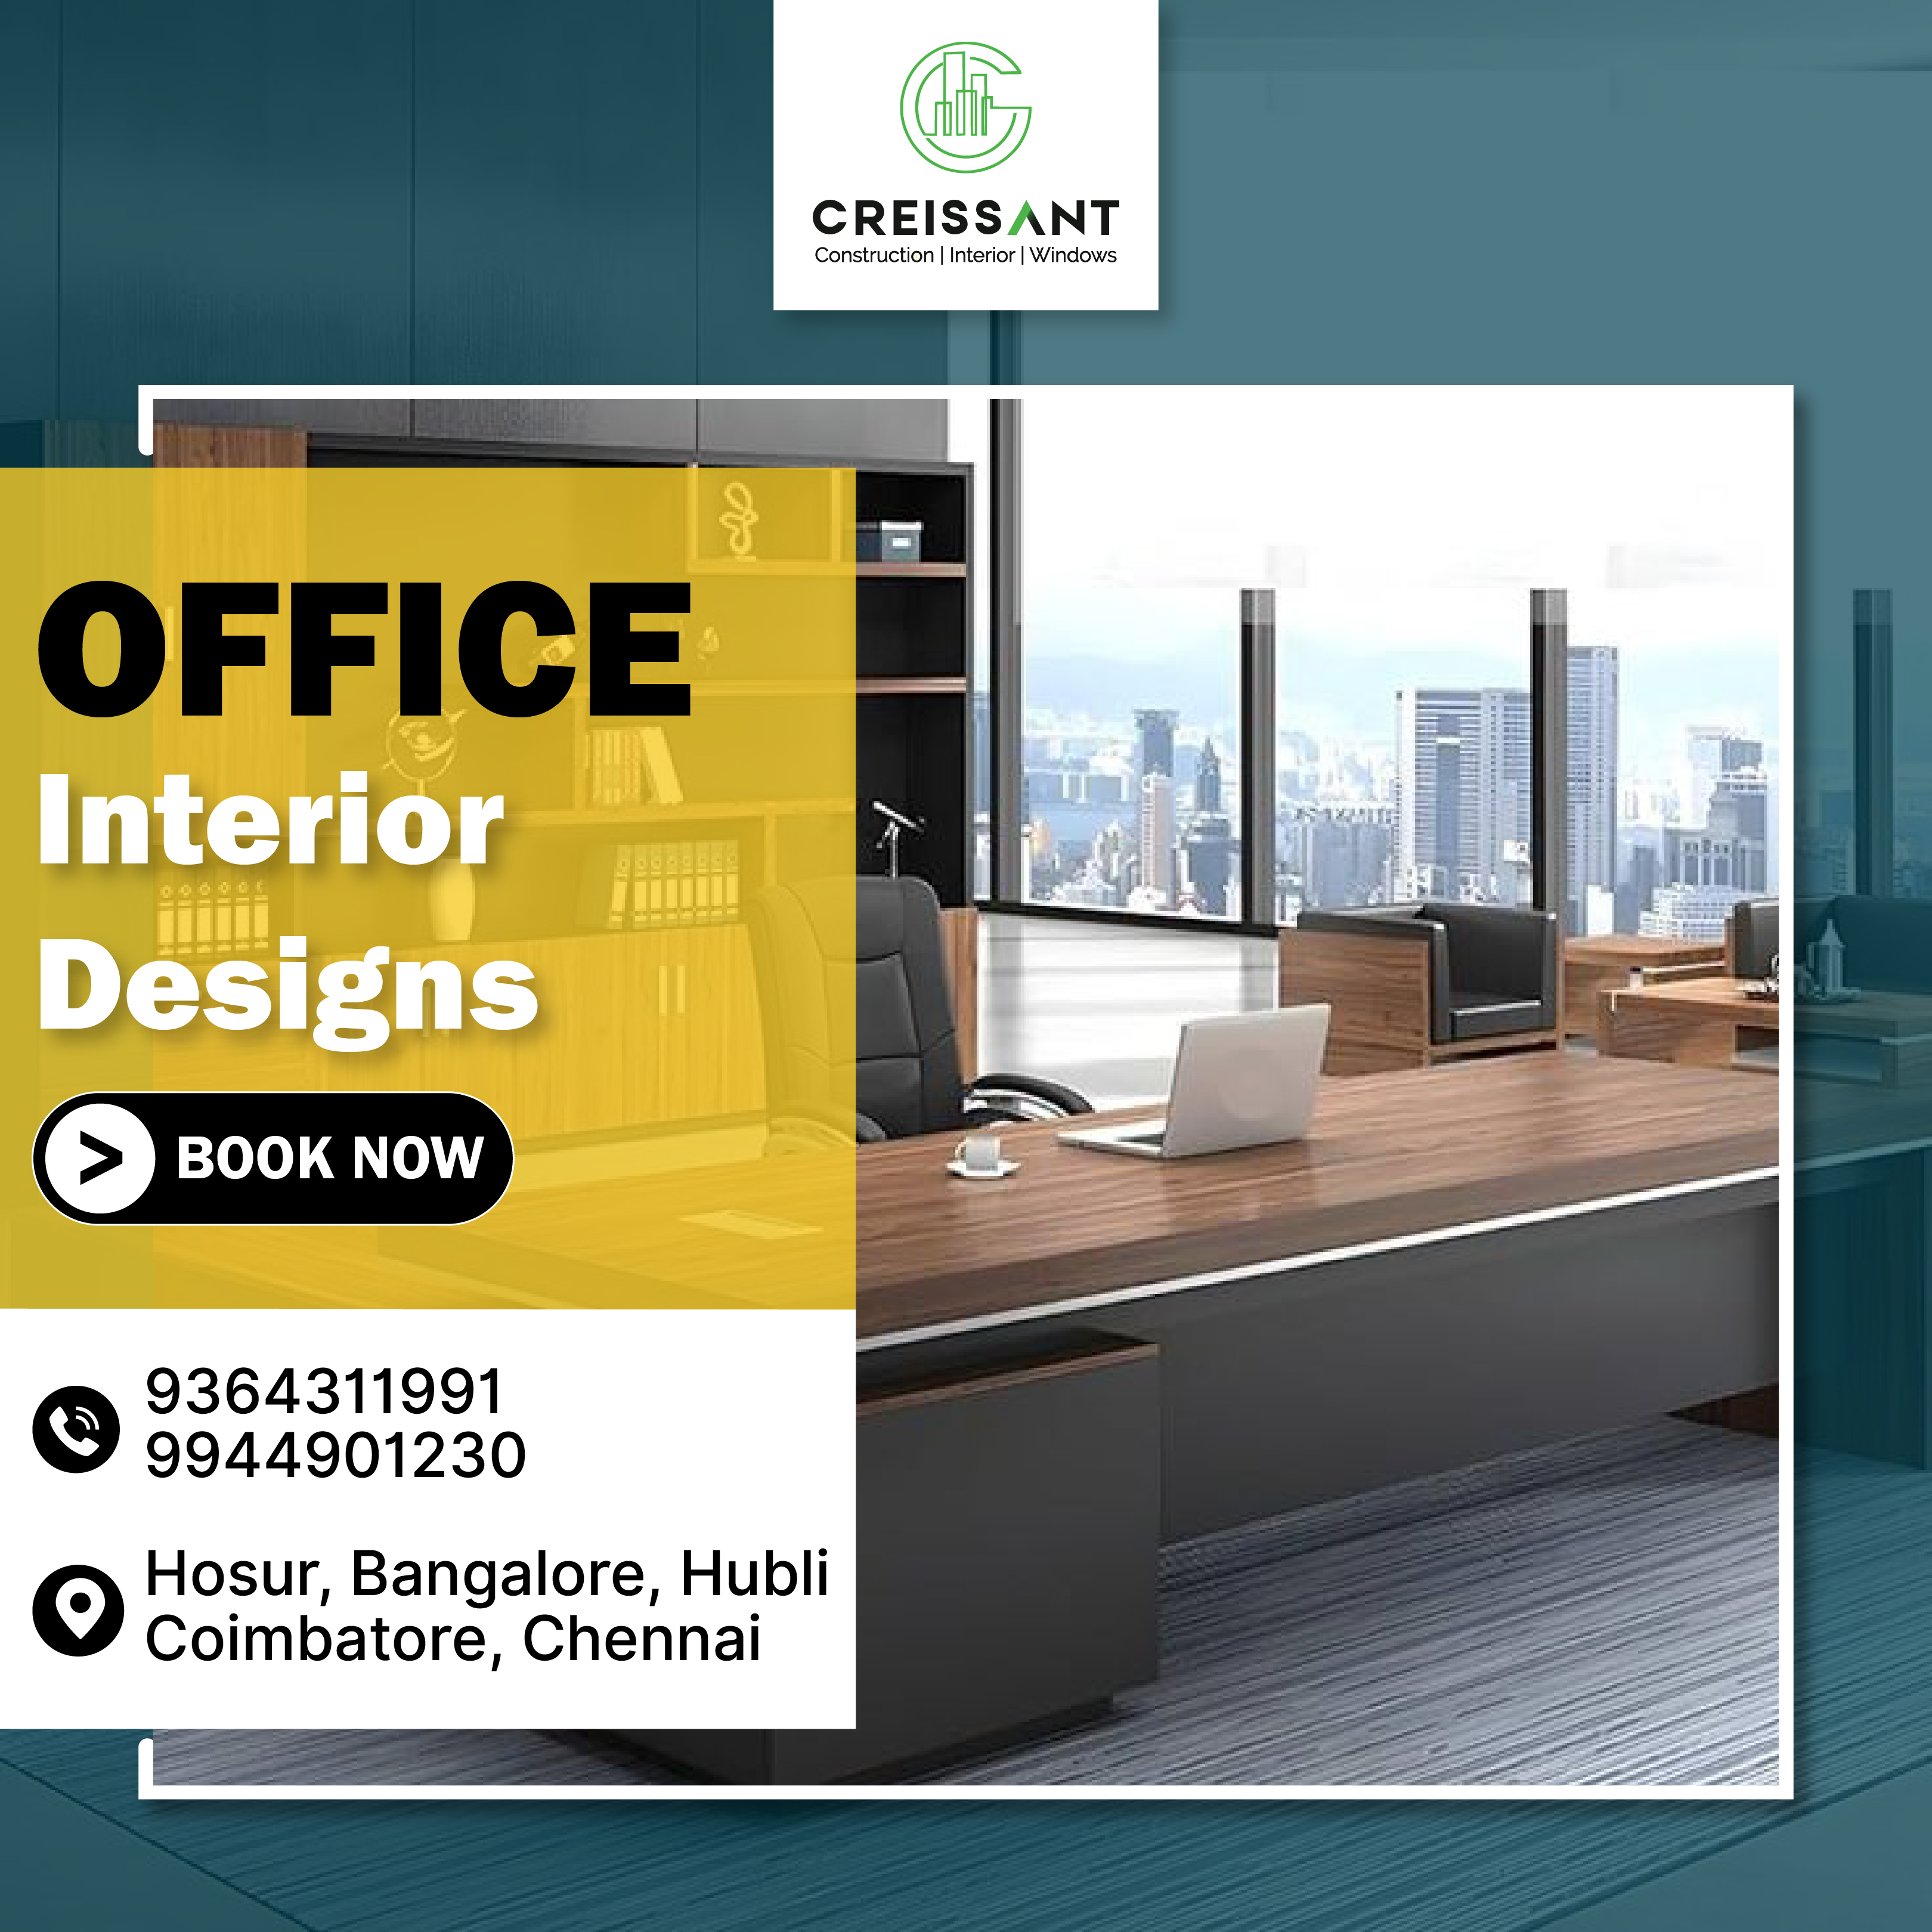 CREISSANT
Construction | Interior | Windows
OFFICE
Interior
Designs
> BOOK NOW
9364311991
9944901230
Hosur, Bangalore, Hubli
Coimbatore, Chennai